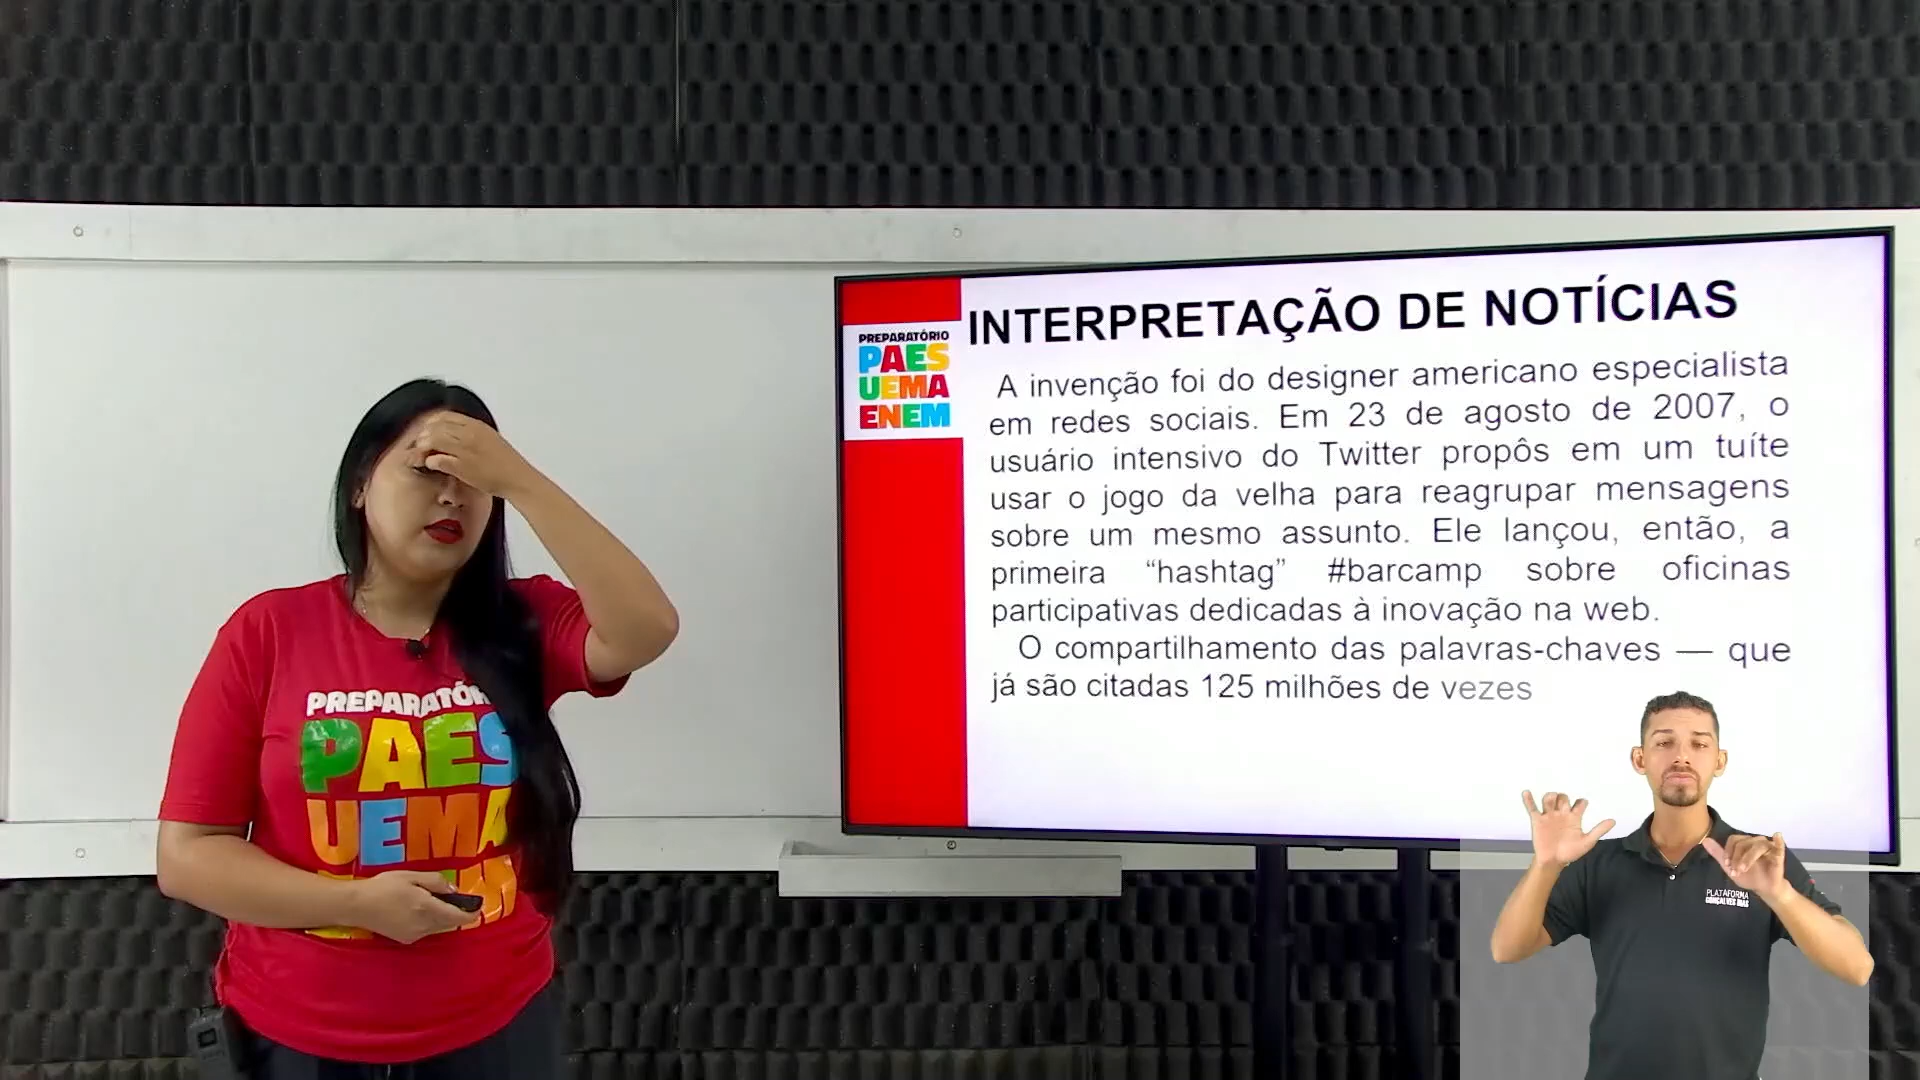 INTERPRETAÇÃO DE NOTÍCIAS
PREPARATÓRIO
PAES
UEMA
ENEM
A invenção foi do designer americano especialista
em redes sociais. Em 23 de agosto de 2007, o
usuário intensivo do Twitter propôs em um tuíte
usar o jogo da velha para reagrupar mensagens
sobre um mesmo assunto. Ele lançou, então, a
primeira “hashtag” #barcamp sobre oficinas
participativas dedicadas à inovação na web.
O compartilhamento das palavras-chaves — que
já são citadas 125 milhões de vezes
PREPARATÓR
PAES
UEMA
PLATAFORMA
GONÇALVES DIAS